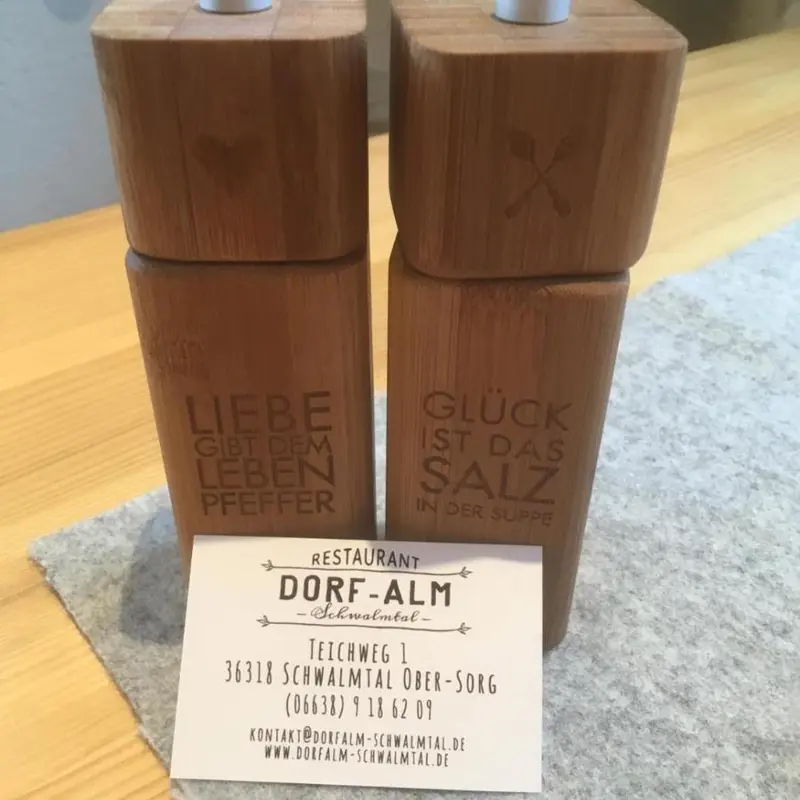 LIEBE
GIBT DEM
LEBEN
PFEFFER
GLÜCK
IST DAS
SALZ
IN DER SUPPE
RESTAURANT
DORF-ALM
- Schwalmtal -
TEICHWEG 1
36318 SCHWALMTAL OBER-SORG
(06638) 9 18 62 09
KONTAKT@DORFALM-SCHWALMTAL.DE
WWW.DORFALM-SCHWALMTAL.DE